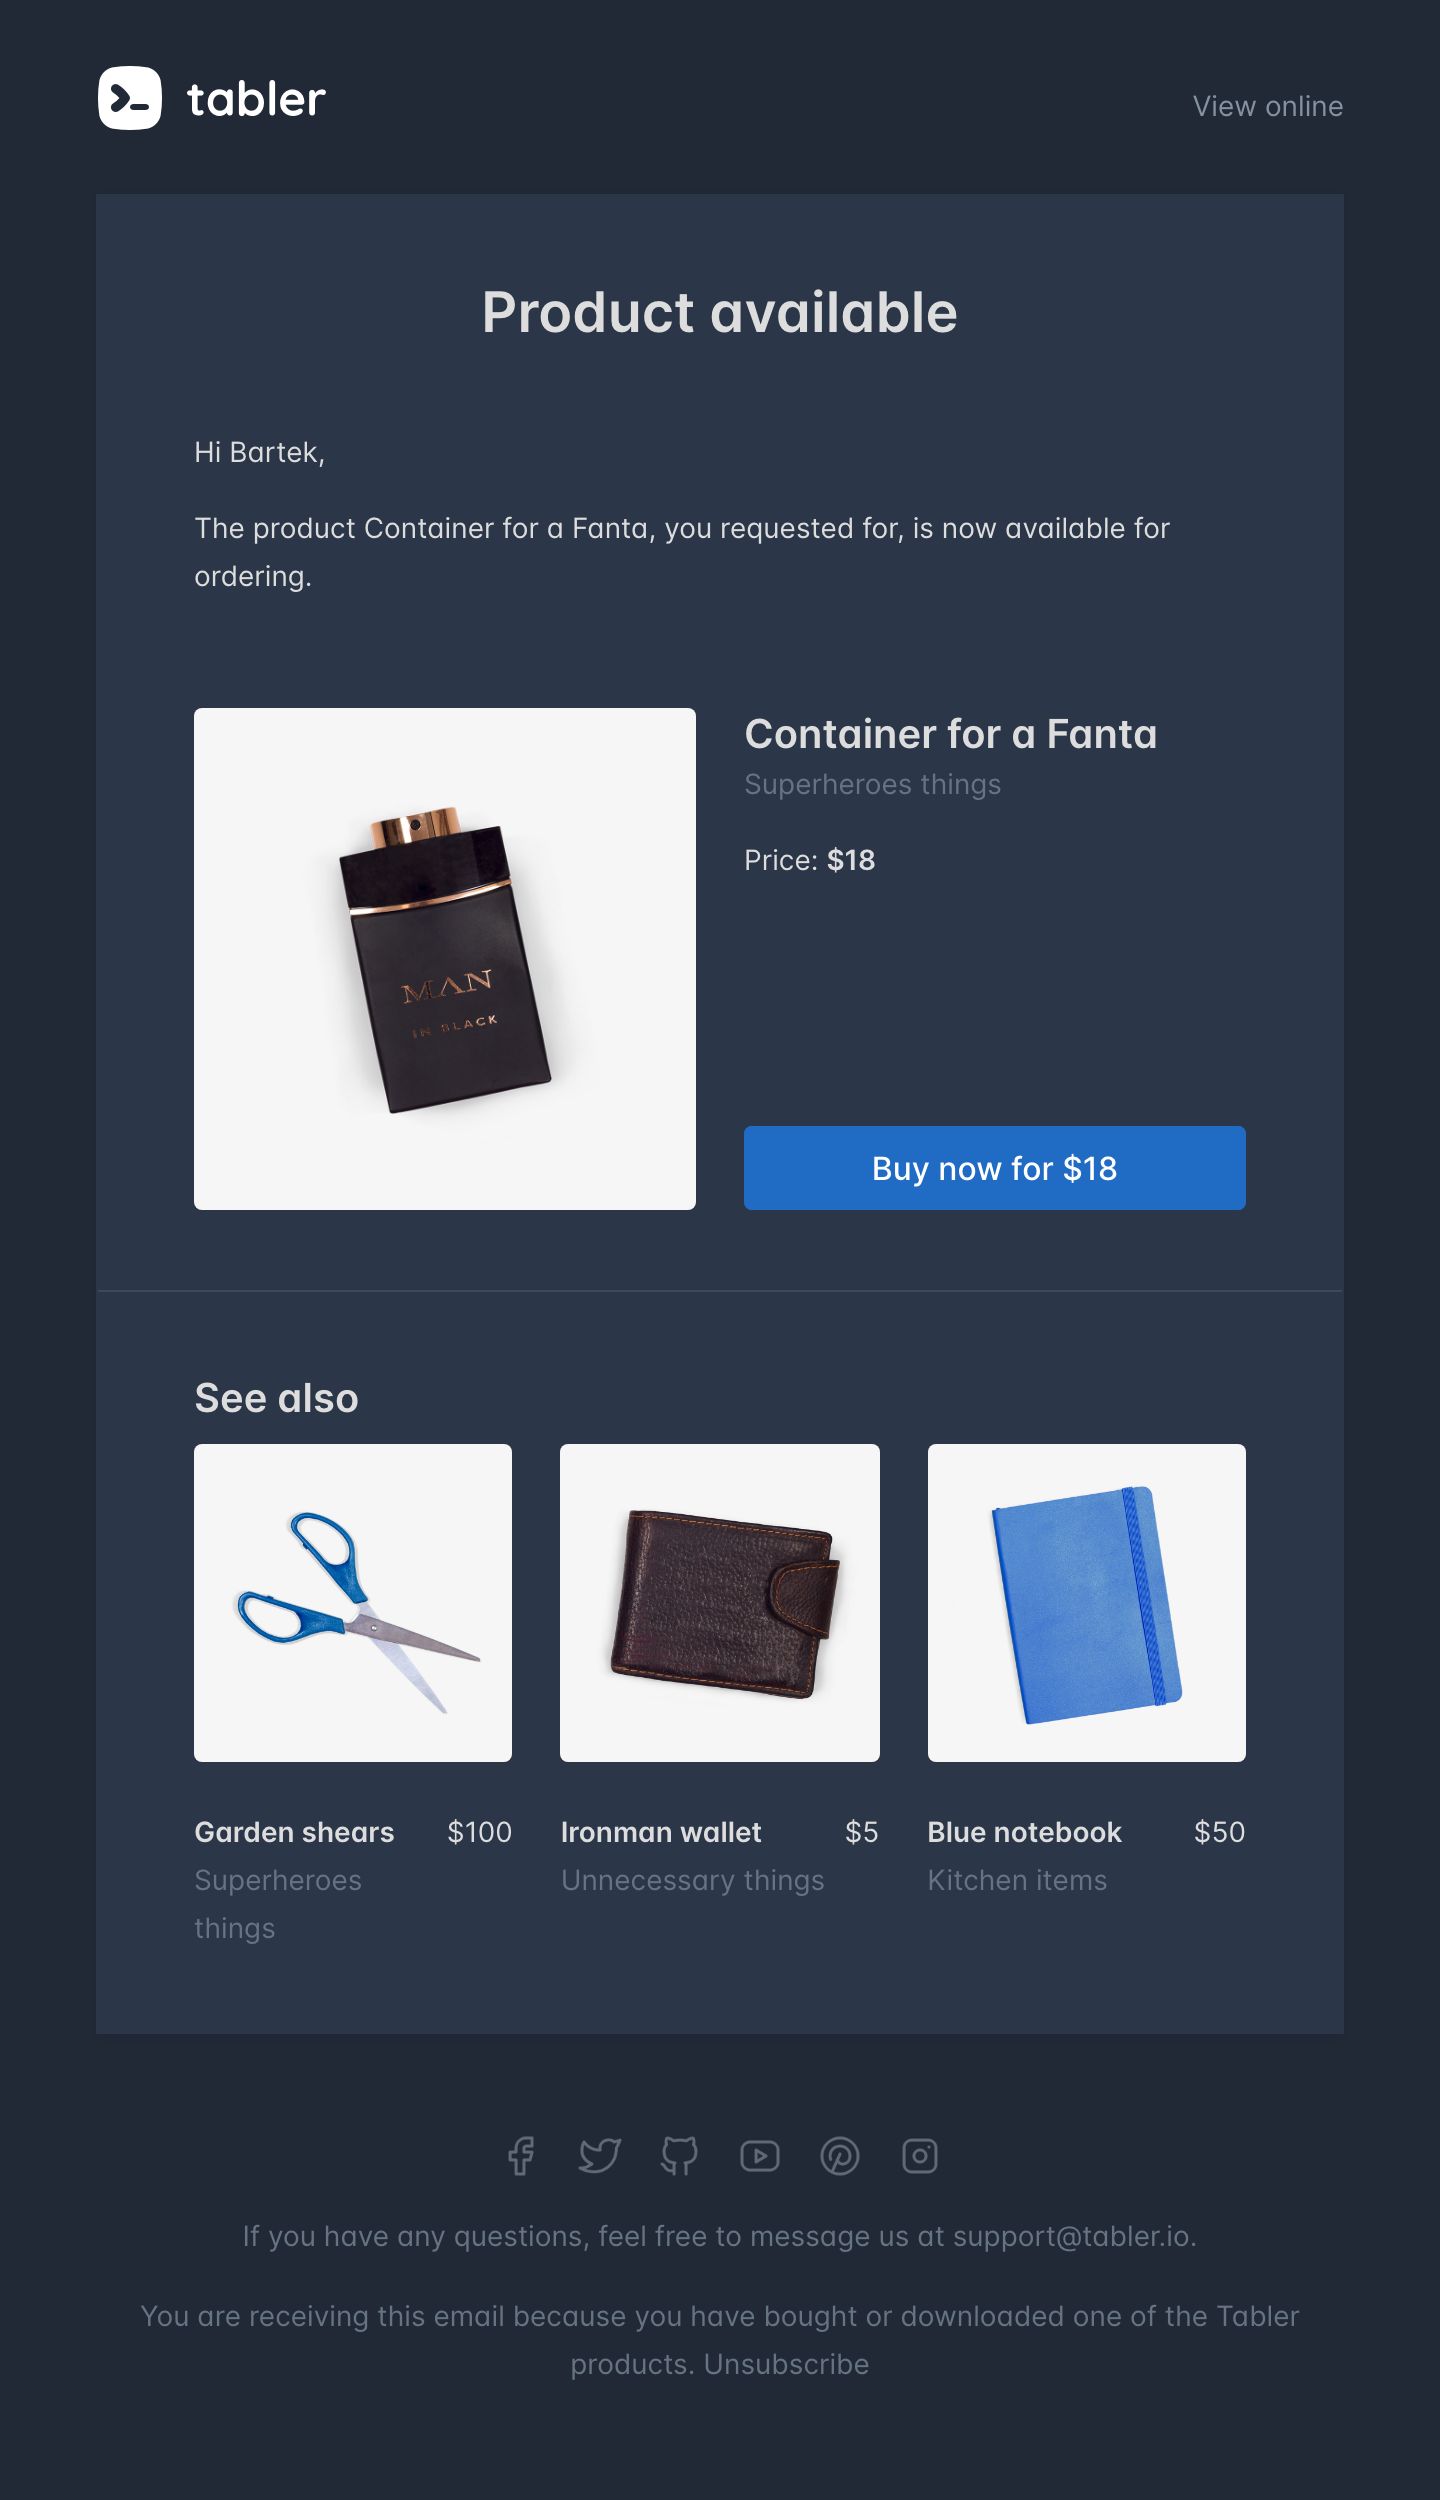 tabler
View online
Product available
Hi Bartek,
The product Container for a Fanta, you requested for, is now available for
ordering.
MAN
IN BLACK
Container for a Fanta
Superheroes things
Price: $18
Buy now for $18
See also
Garden shears $100
Superheroes
things
Ironman wallet $5
Unnecessary things
Blue notebook $50
Kitchen items
If you have any questions, feel free to message us at support@tabler.io.
You are receiving this email because you have bought or downloaded one of the Tabler
products. Unsubscribe